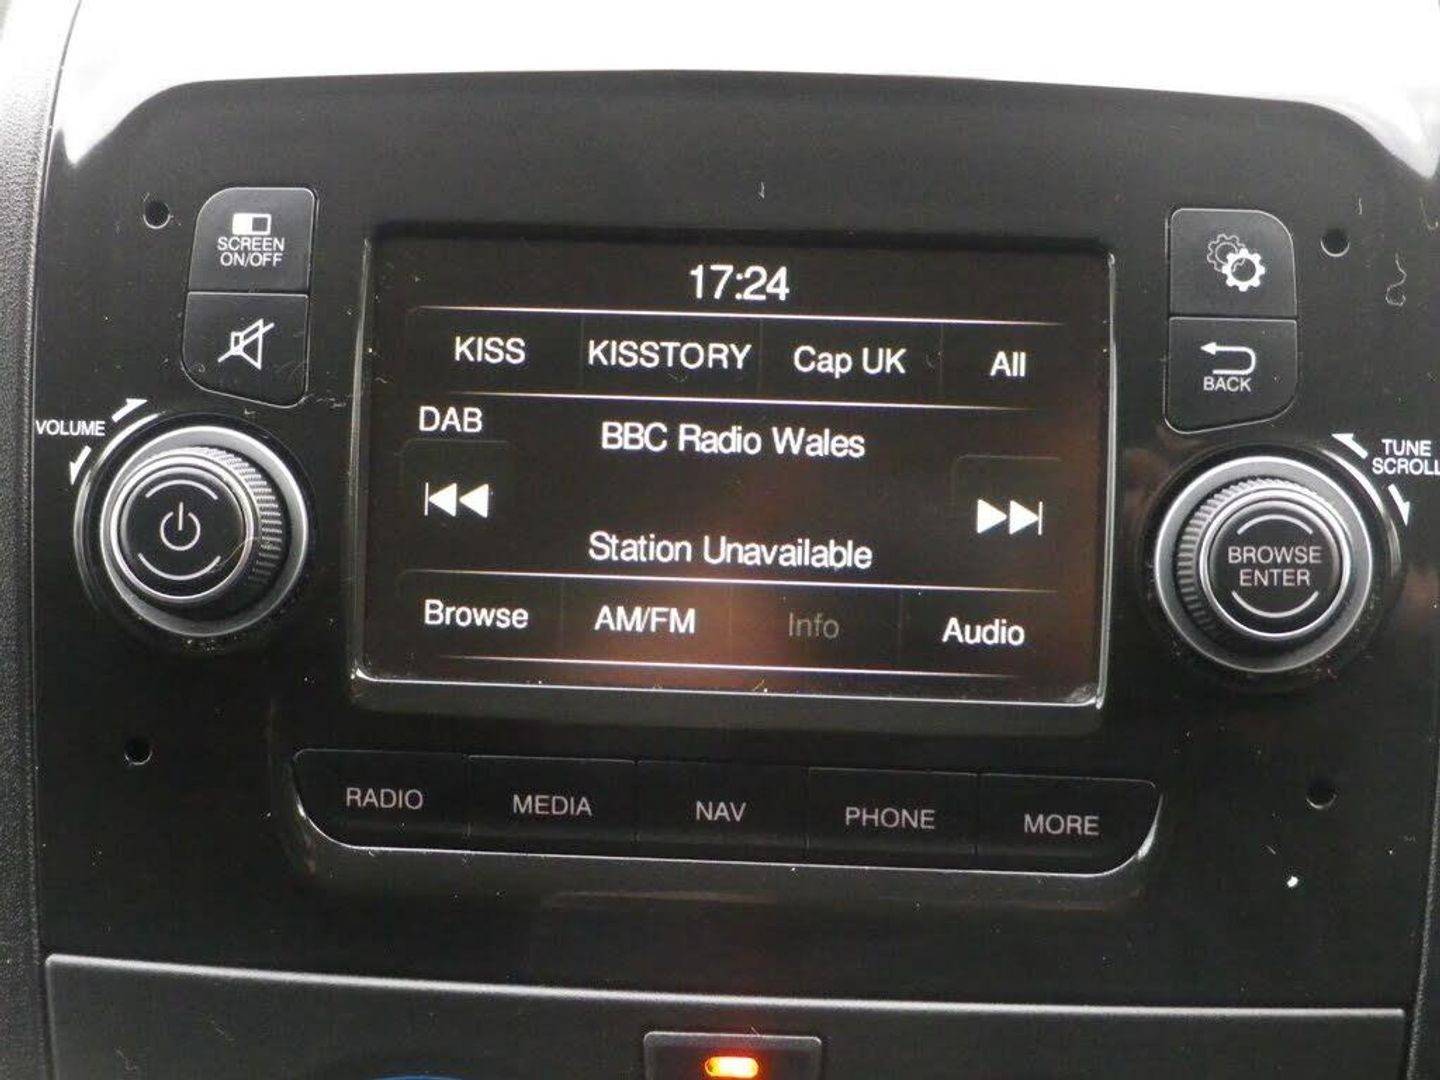 SCREEN
ON/OFF
VOLUME
17:24
KISS KISSTORY Cap UK All
DAB
BBC Radio Wales
Station Unavailable
Browse AM/FM Info Audio
BACK
TUNE
SCROLL
BROWSE
ENTER
RADIO MEDIA NAV PHONE MORE